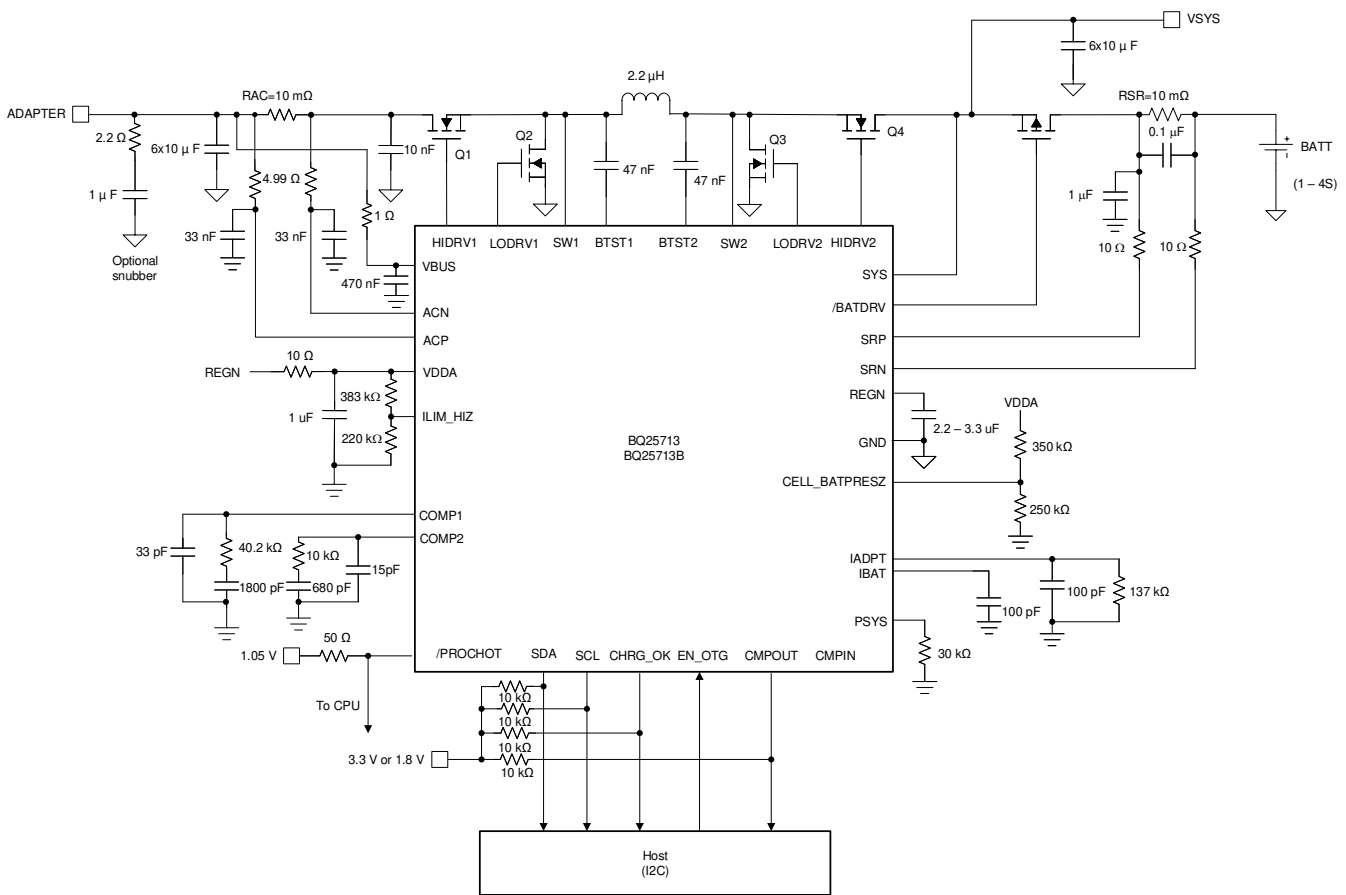 VSYS
6x10 µ F
2.2 µH
ADAPTER
RAC=10 mΩ
RSR=10 mΩ
2.2 Ω
6x10 µ F
10 nF
Q1
Q2
Q3
Q4
0.1 µF
BATT
(1 – 4S)
4.99 Ω
47 nF
47 nF
1 µ F
1 µF
1 Ω
33 nF
33 nF
10 Ω
10 Ω
Optional
snubber
HIDRV1
LODRV1
SW1
BTST1
BTST2
SW2
LODRV2
HIDRV2
VBUS
470 nF
SYS
ACN
/BATDRV
ACP
SRP
10 Ω
REGN
VDDA
SRN
383 kΩ
REGN
VDDA
1 uF
ILIM_HIZ
2.2 – 3.3 uF
220 kΩ
BQ25713
BQ25713B
GND
350 kΩ
CELL_BATPRESZ
250 kΩ
COMP1
COMP2
33 pF
40.2 kΩ
10 kΩ
15pF
1800 pF
680 pF
IADPT
IBAT
100 pF
137 kΩ
100 pF
PSYS
50 Ω
1.05 V
/PROCHOT
SDA
SCL
CHRG_OK
EN_OTG
CMPOUT
CMPIN
30 kΩ
To CPU
10 kΩ
10 kΩ
10 kΩ
10 kΩ
3.3 V or 1.8 V
Host
(I2C)